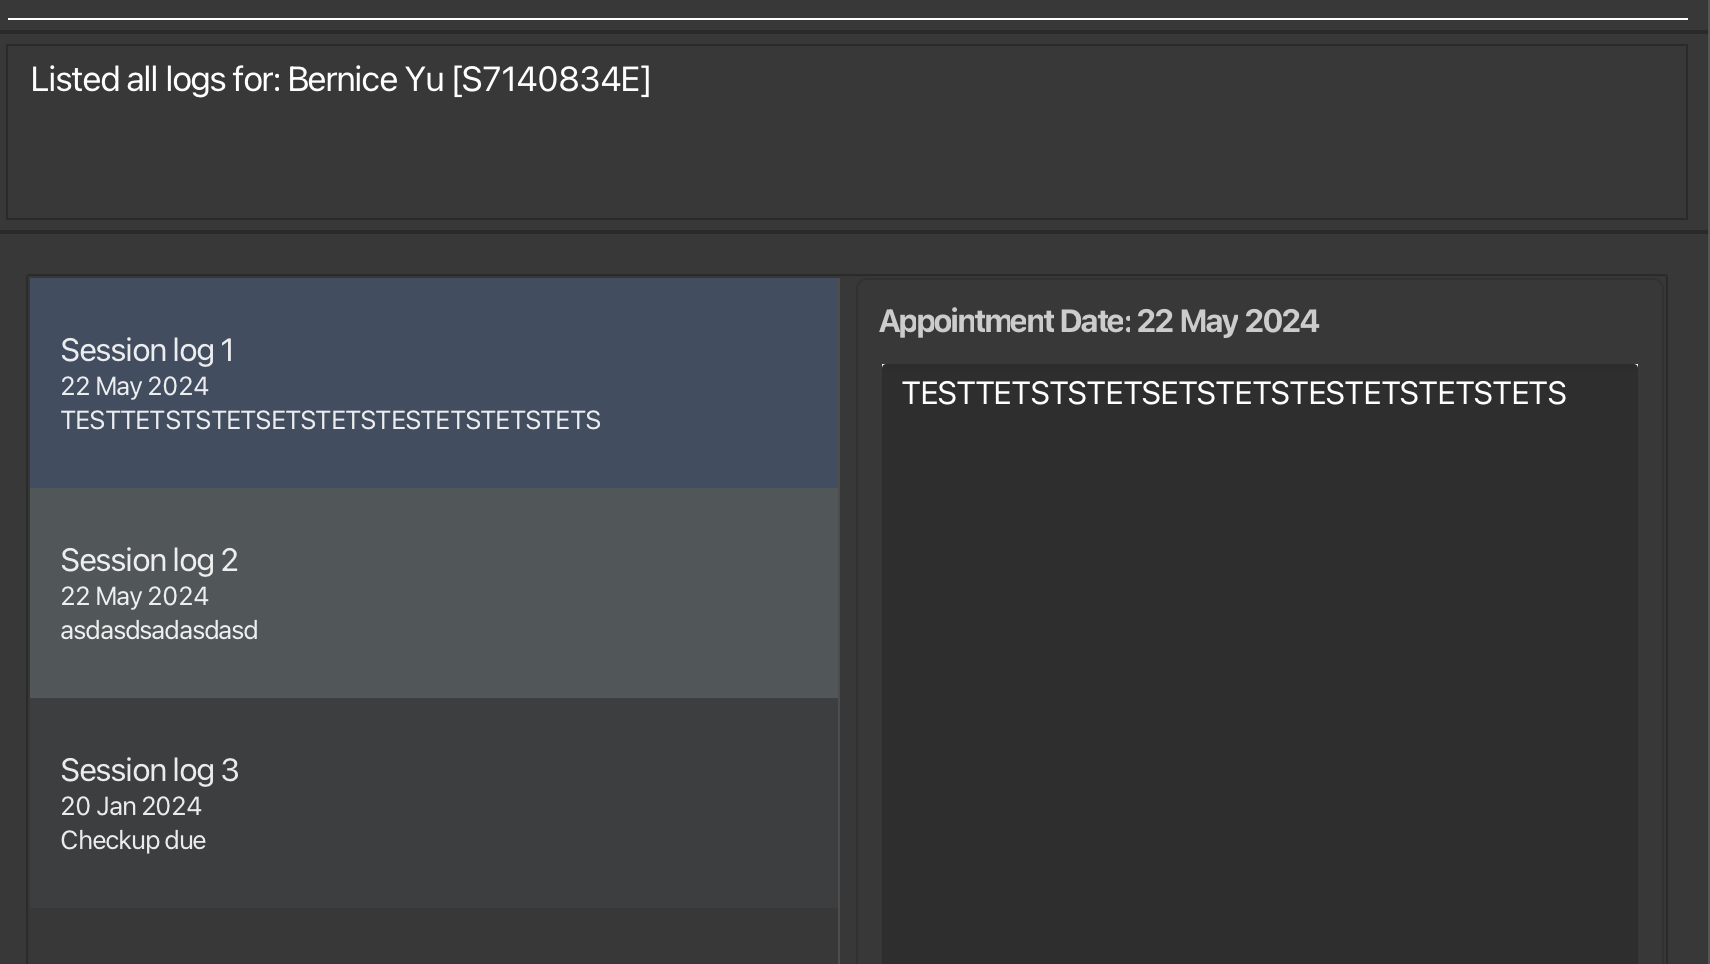 Listed all logs for: Bernice Yu [S7140834E]
Session log 1
22 May 2024
TESTTETSTSTETSETSTETSTESTETSTETSTETS
Session log 2
22 May 2024
asdasdsadasdasd
Session log 3
20 Jan 2024
Checkup due
Appointment Date: 22 May 2024
TESTTETSTSTETSETSTETSTESTETSTETSTETS